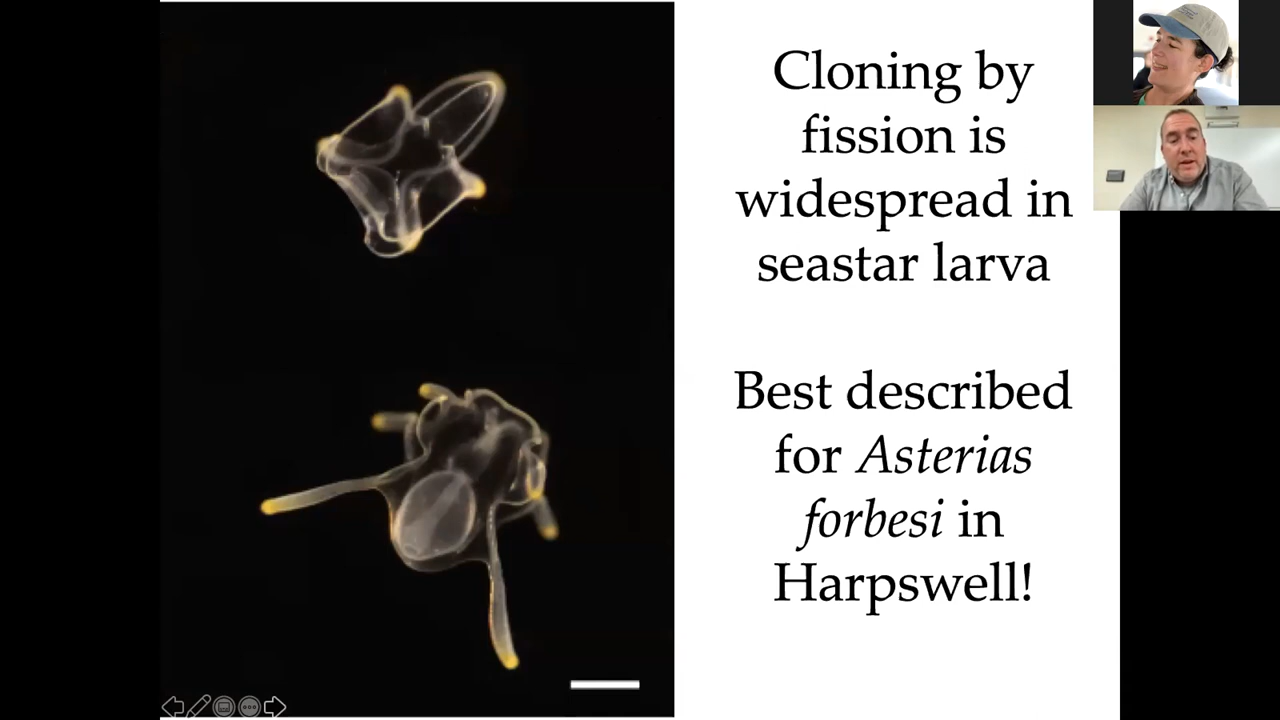 Cloning by
fission is
widespread in
seastar larva
Best described
for Asterias
forbesi in
Harpswell!